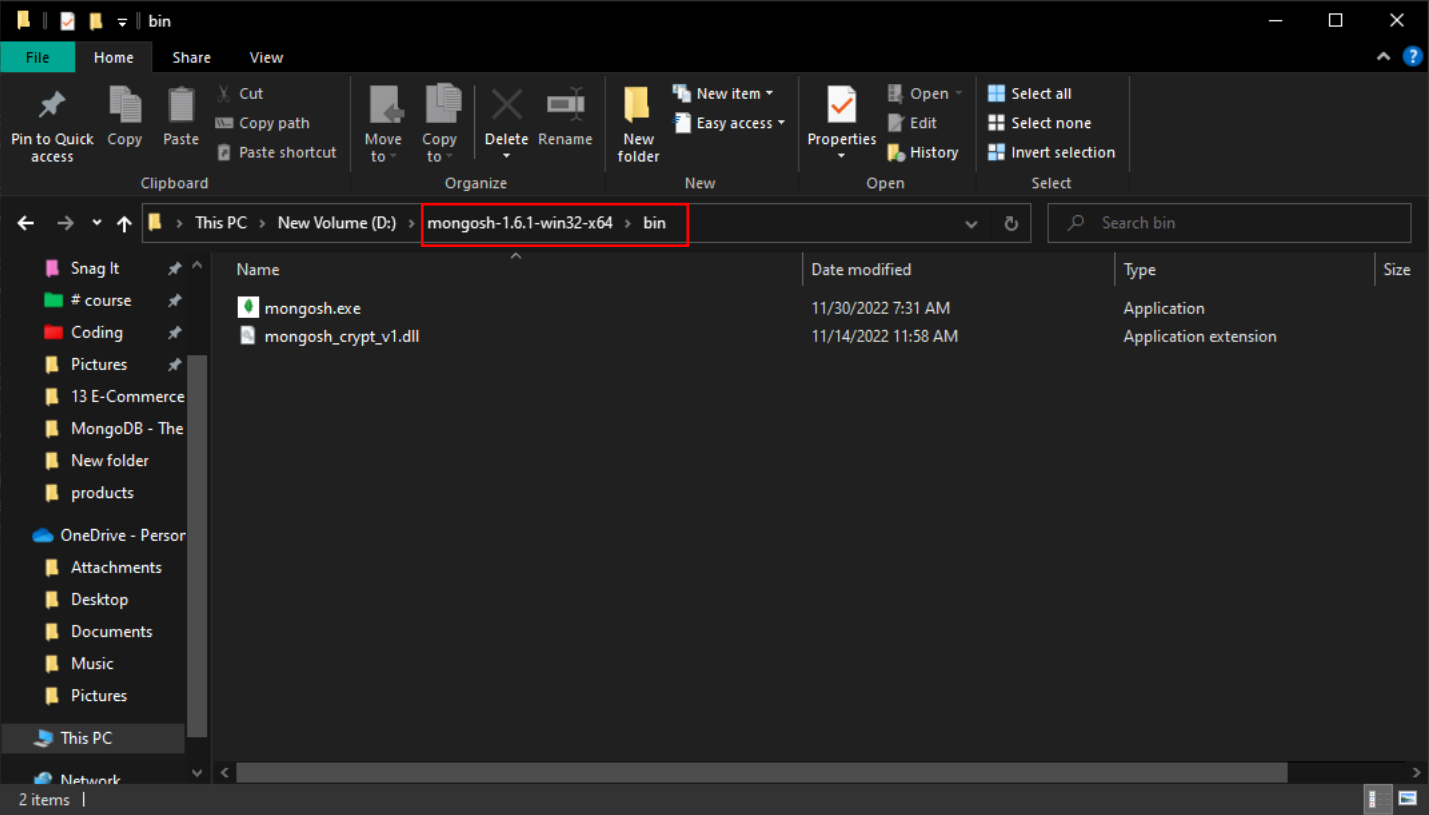 bin
File Home Share View
Pin to Quick access
Copy
Paste
Cut
Copy path
Paste shortcut
Clipboard
Move to
Copy to
Delete
Rename
Organize
New folder
New item
Easy access
New
Properties
Open
Edit
History
Open
Select all
Select none
Invert selection
Select
This PC > New Volume (D:) > mongosh-1.6.1-win32-x64 > bin
Search bin
Snag It
# course
Coding
Pictures
13 E-Commerce
MongoDB - The
New folder
products
OneDrive - Person
Attachments
Desktop
Documents
Music
Pictures
This PC
Network
Name Date modified Type Size
mongosh.exe 11/30/2022 7:31 AM Application
mongosh_crypt_v1.dll 11/14/2022 11:58 AM Application extension
2 items